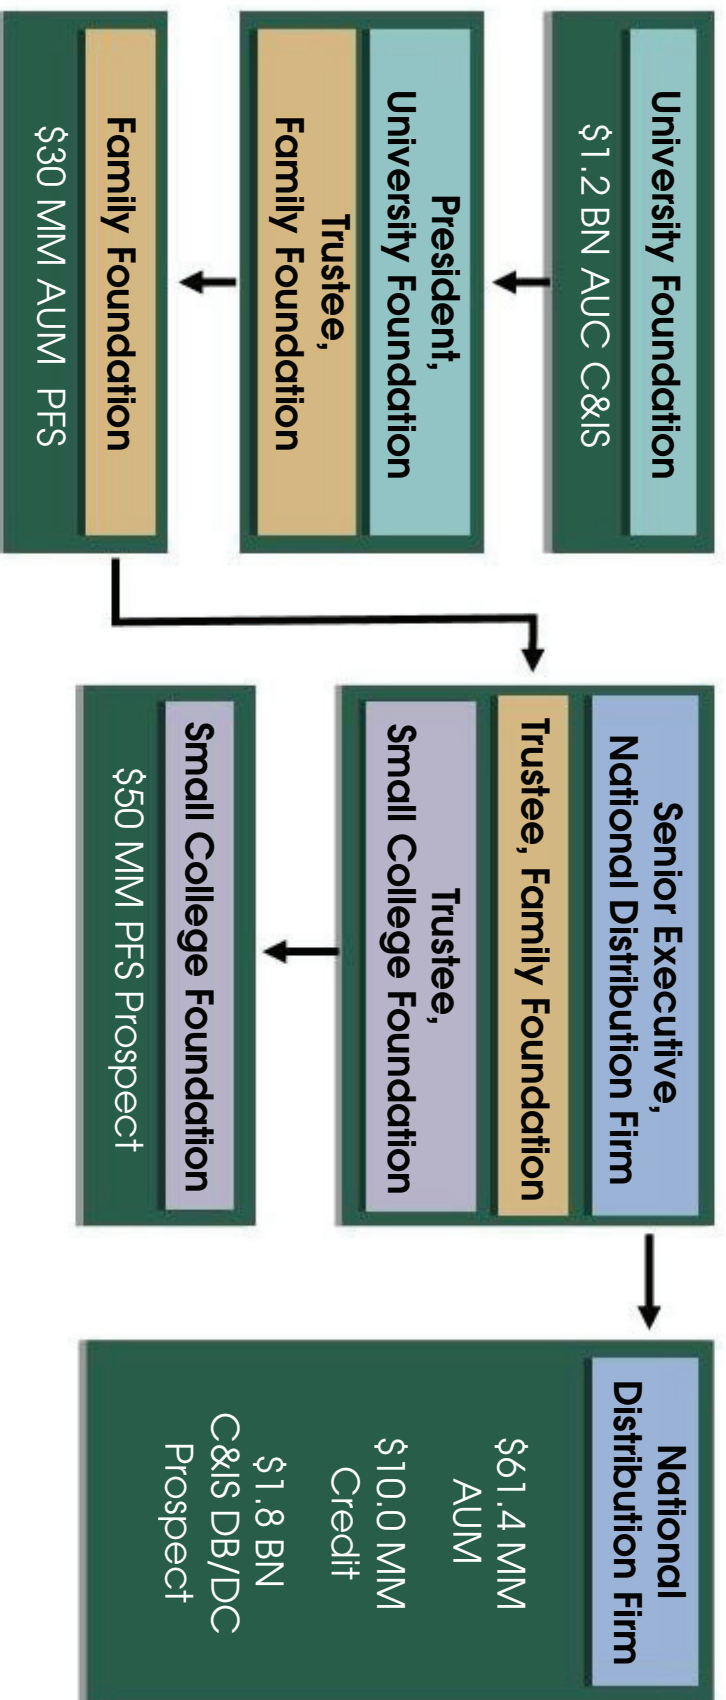 University Foundation
$1.2 BN AUC C&IS
President,
University Foundation
Trustee,
Family Foundation
Family Foundation
$30 MM AUM PFS
Senior Executive,
National Distribution Firm
Trustee, Family Foundation
Trustee,
Small College Foundation
Small College Foundation
$50 MM PFS Prospect
National
Distribution Firm
$61.4 MM
AUM
$10.0 MM
Credit
$1.8 BN
C&IS DB/DC
Prospect